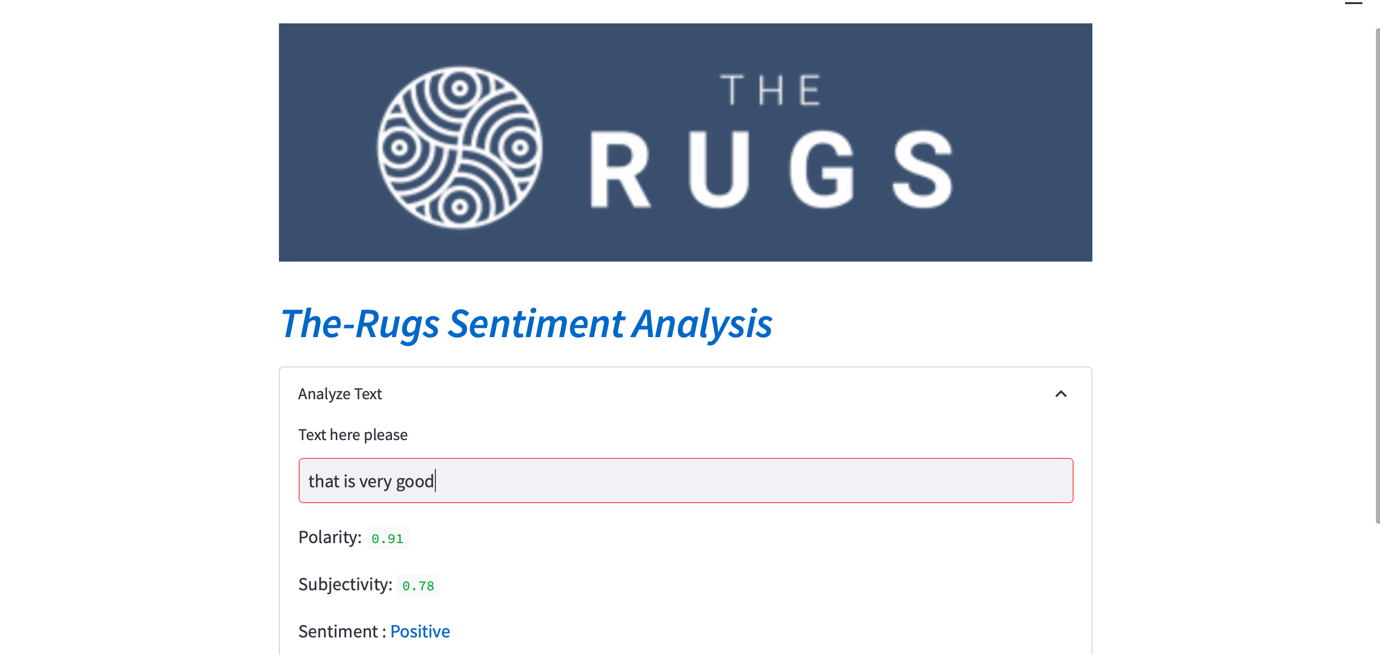 THE
RUGS
The-Rugs Sentiment Analysis
Analyze Text
Text here please
that is very good
Polarity: 0.91
Subjectivity: 0.78
Sentiment : Positive